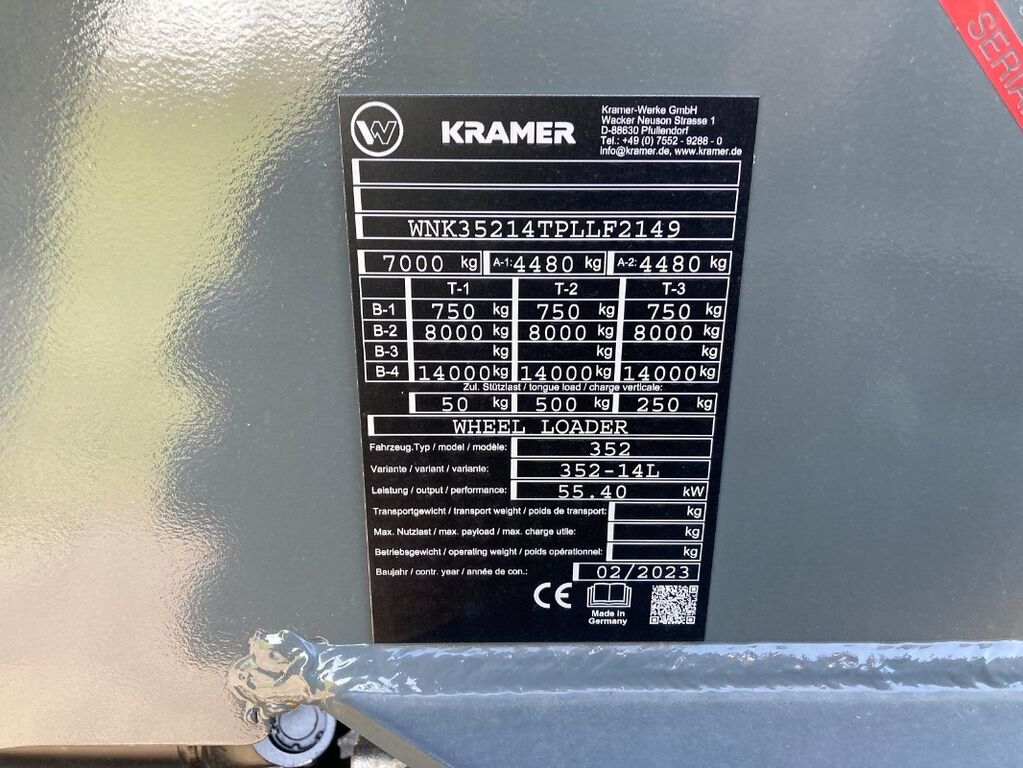 SERIA
W KRAMER
Kramer-Werke GmbH
Wacker Neuson Strasse 1
D-88630 Pfullendorf
Tel.: +49 (0) 7552 - 9288 - 0
info@kramer.de, www.kramer.de
WNK35214TPLLF2149
7000 kg A-1: 4480 kg A-2: 4480 kg
T-1 T-2 T-3
B-1 750 kg 750 kg 750 kg
B-2 8000 kg 8000 kg 8000 kg
B-3 kg kg kg
B-4 14000 kg 14000 kg 14000 kg
Zul. Stützlast / tongue load / charge verticale:
50 kg 500 kg 250 kg
WHEEL LOADER
Fahrzeug.Typ / model / modèle: 352
Variante / variant / variante: 352-14L
Leistung / output / performance: 55.40 kW
Transportgewicht / transport weight / poids de transport: kg
Max. Nutzlast / max. payload / max. charge utile: kg
Betriebsgewicht / operating weight / poids opérationnel: kg
Baujahr / contr. year / année de con.: 02/2023
CE
Made in
Germany